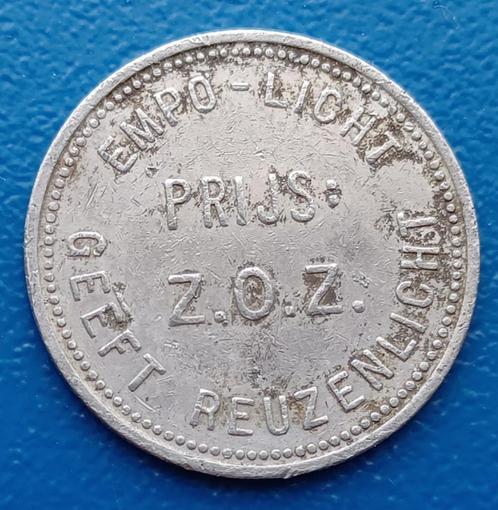 EMPO-LICHT
PRIJS:
Z.O.Z.
GEEFT REUZENLICHT